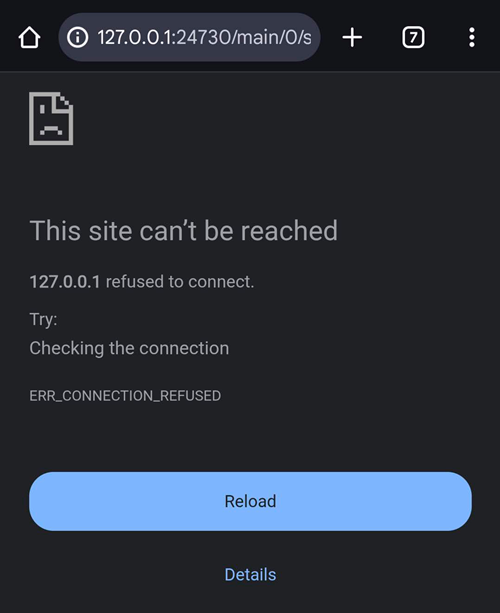 127.0.0.1:24730/main/0/s
7
This site can’t be reached
127.0.0.1 refused to connect.
Try:
Checking the connection
ERR_CONNECTION_REFUSED
Reload
Details